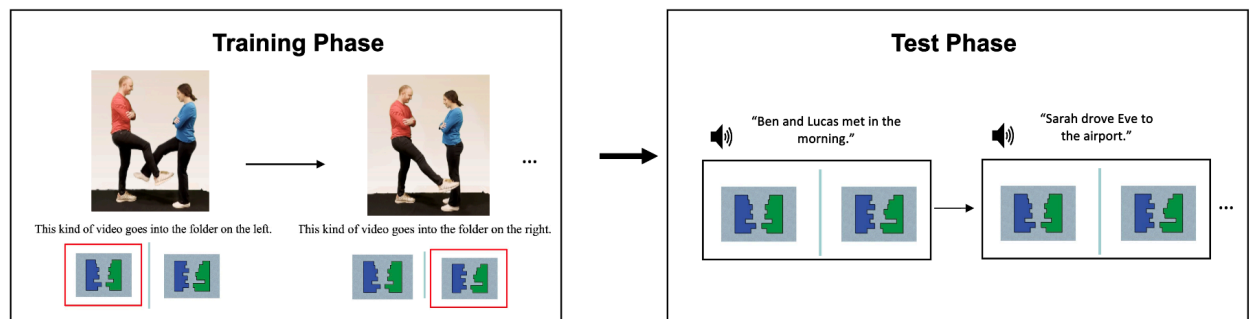 Training Phase
This kind of video goes into the folder on the left.
This kind of video goes into the folder on the right.
...
Test Phase
“Ben and Lucas met in the
morning.”
“Sarah drove Eve to
the airport.”
...